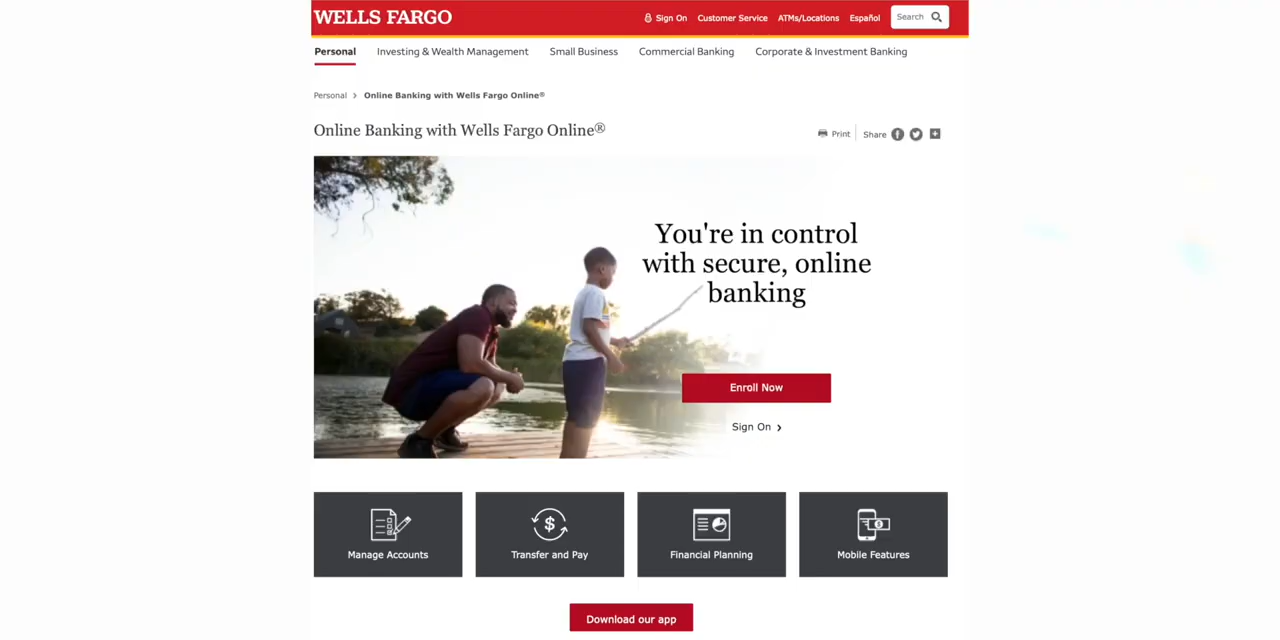 WELLS FARGO
Sign On Customer Service ATMs/Locations Español Search
Personal Investing & Wealth Management Small Business Commercial Banking Corporate & Investment Banking
Personal Online Banking with Wells Fargo Online®
Online Banking with Wells Fargo Online®
Print Share
You're in control
with secure, online
banking
Enroll Now
Sign On
Manage Accounts Transfer and Pay Financial Planning Mobile Features
Download our app